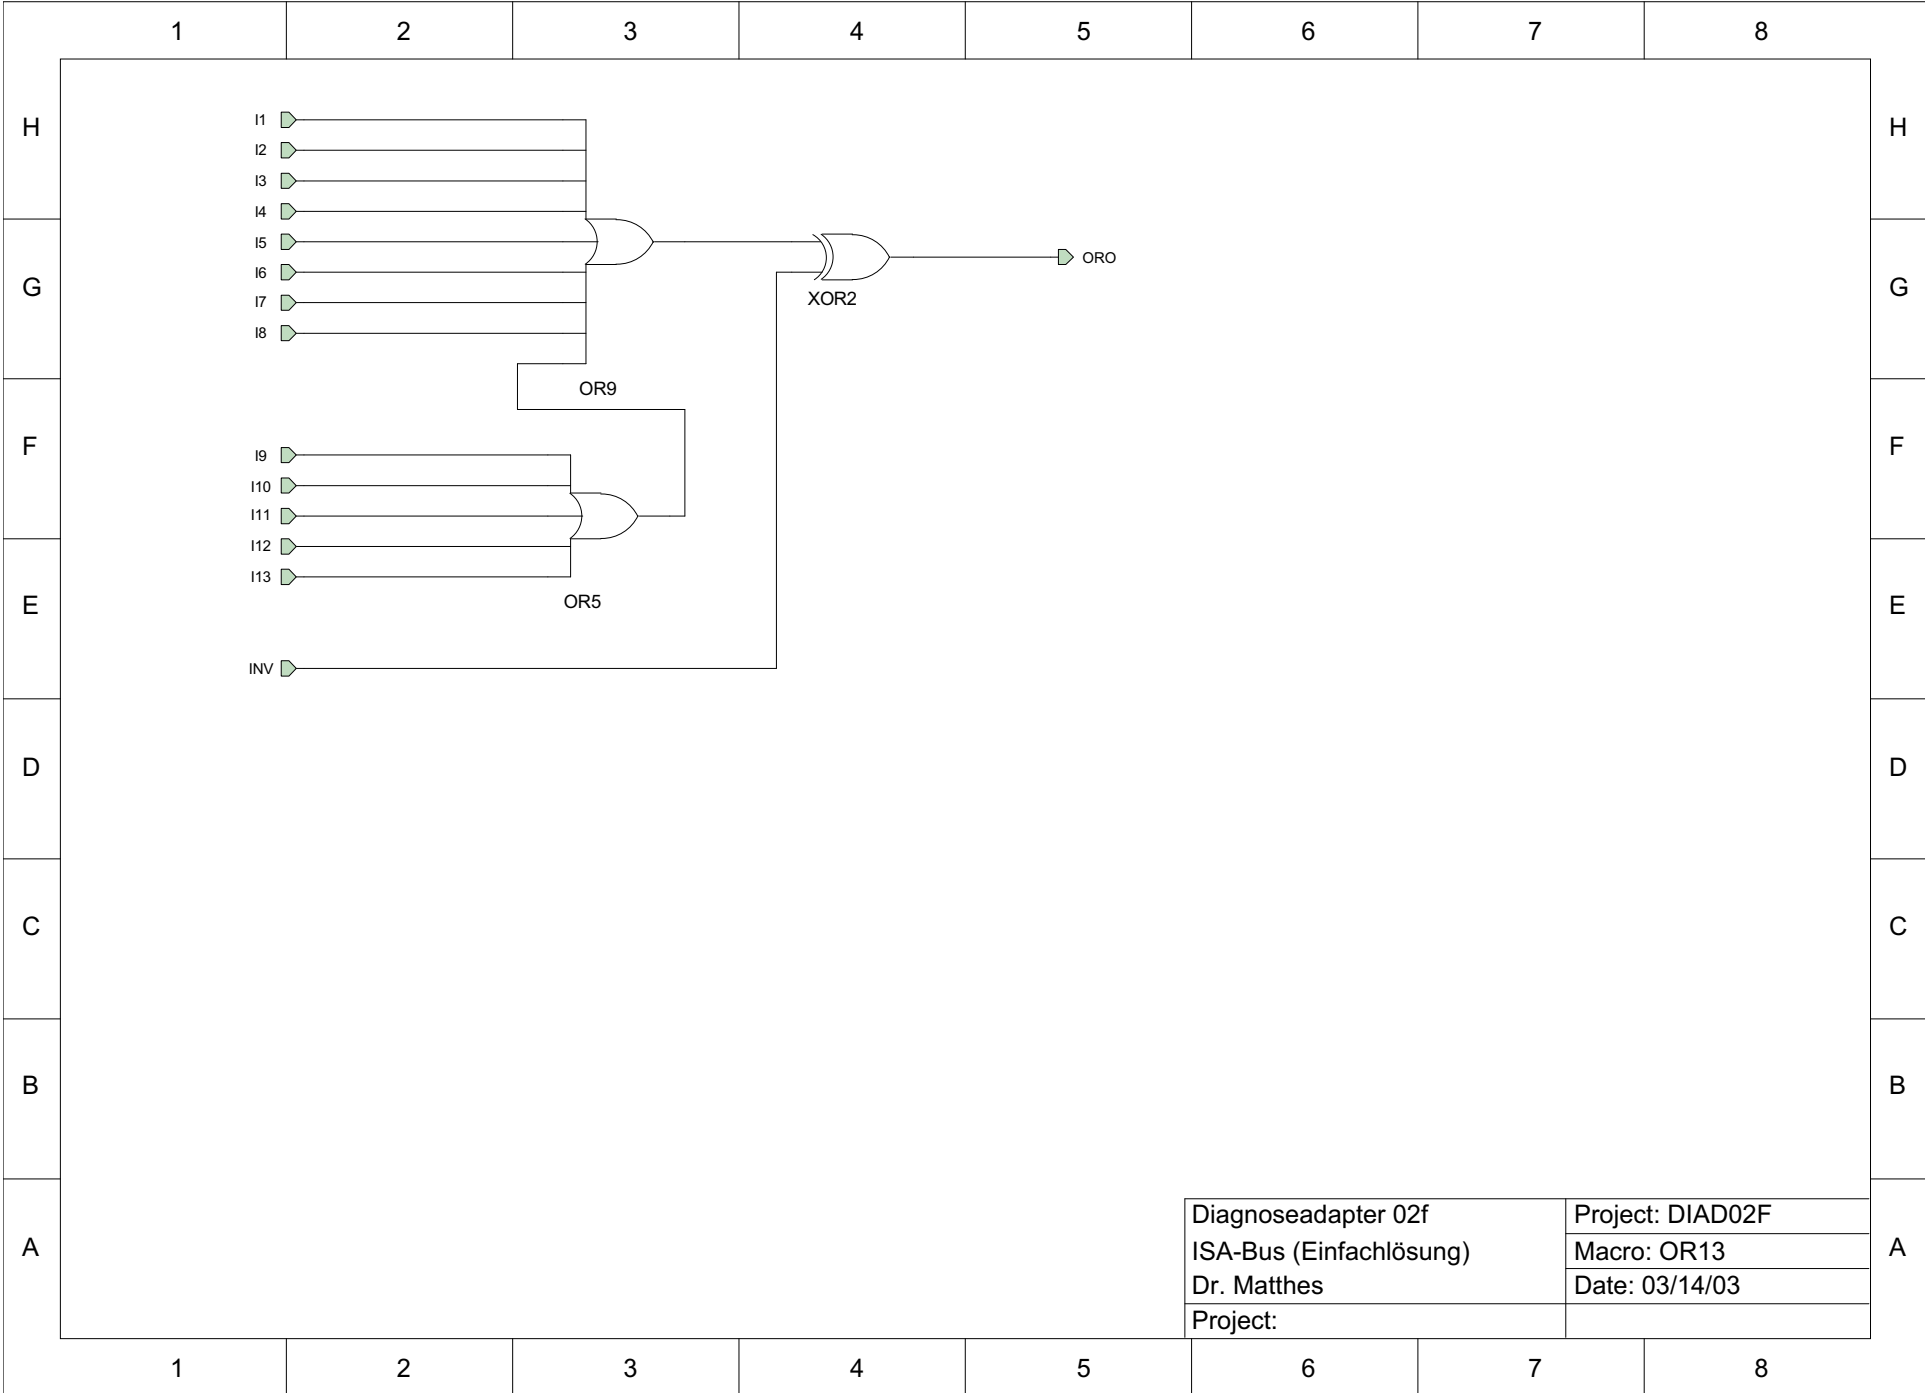 1 2 3 4 5 6 7 8
H H
I1
I2
I3
I4
I5
I6
I7
I8
G G
ORO
XOR2
OR9
F F
I9
I10
I11
I12
I13
OR5
E E
INV
D D
C C
B B
A A
Diagnoseadapter 02f
ISA-Bus (Einfachlösung)
Dr. Matthes
Project:
Project: DIAD02F
Macro: OR13
Date: 03/14/03
1 2 3 4 5 6 7 8